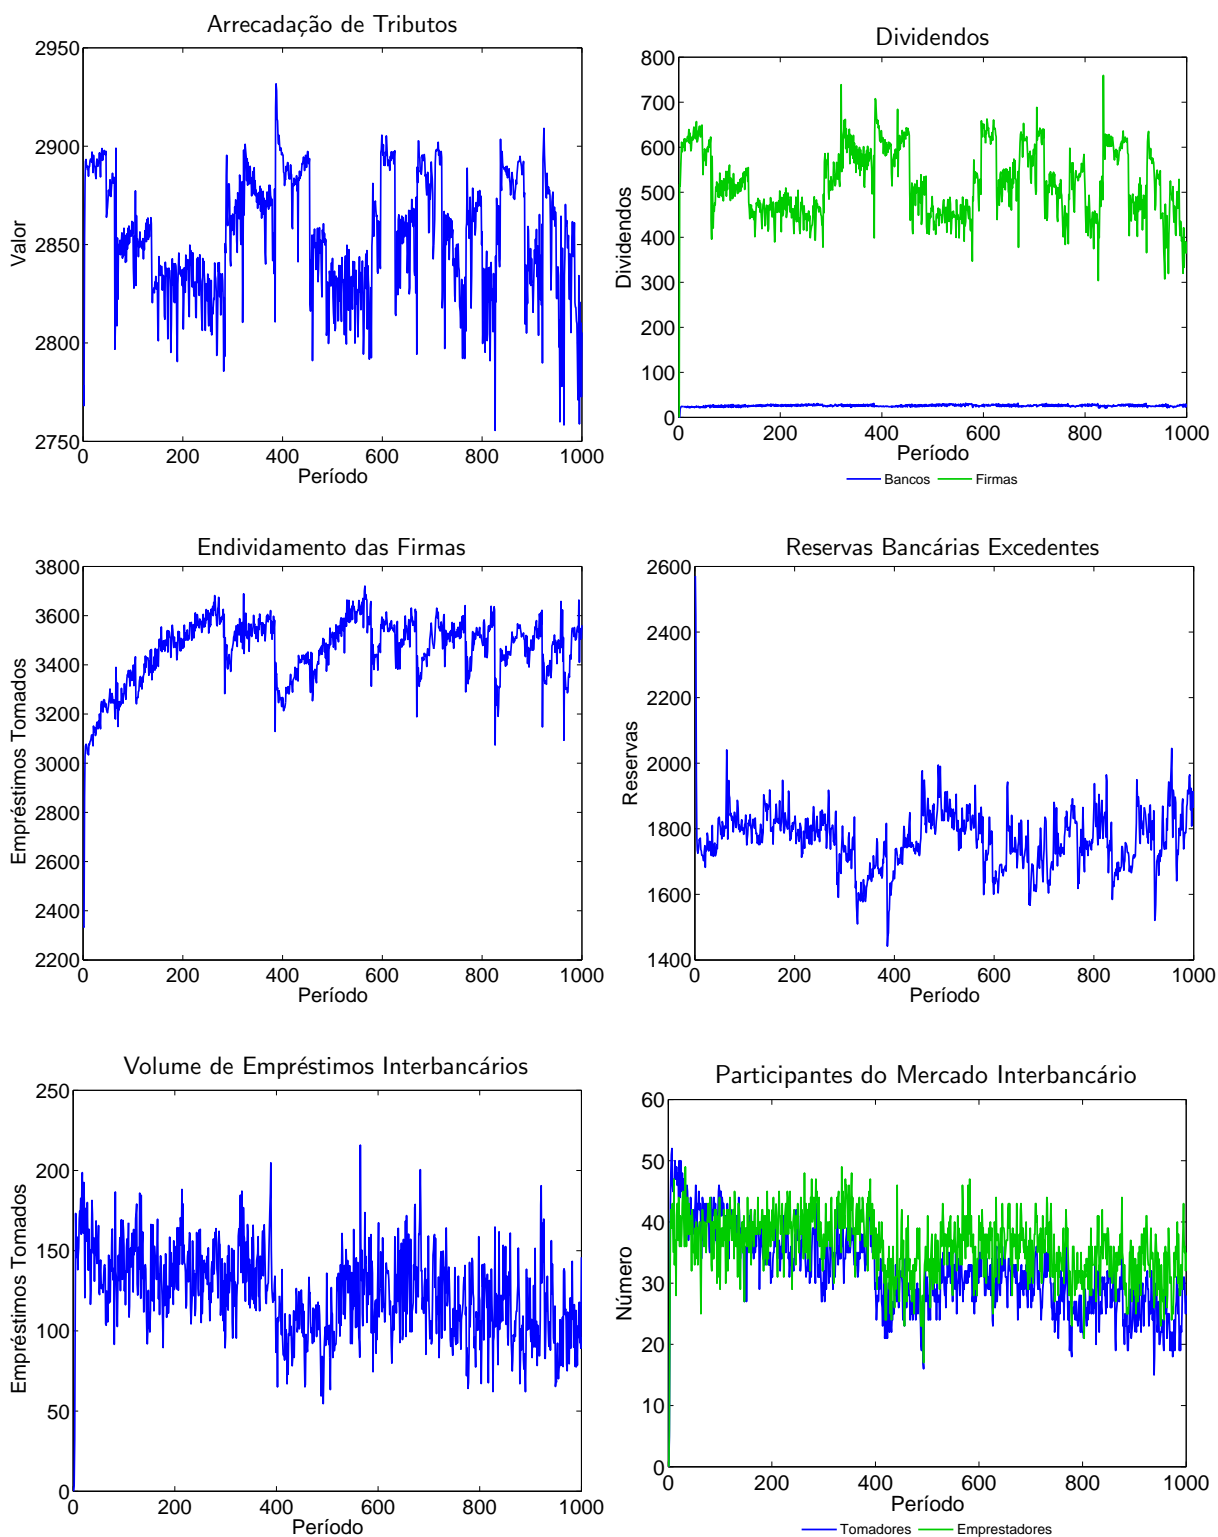 Arrecadação de Tributos
2950
2900
2850
2800
2750
Valor
0 200 400 600 800 1000
Período
Dividendos
800
700
600
500
400
300
200
100
0
Dividendos
0 200 400 600 800 1000
Período
Bancos Firmas
Endividamento das Firmas
3800
3600
3400
3200
3000
2800
2600
2400
2200
Empréstimos Tomados
0 200 400 600 800 1000
Período
Reservas Bancárias Excedentes
2600
2400
2200
2000
1800
1600
1400
Reservas
0 200 400 600 800 1000
Período
Volume de Empréstimos Interbancários
250
200
150
100
50
0
Empréstimos Tomados
0 200 400 600 800 1000
Período
Participantes do Mercado Interbancário
60
50
40
30
20
10
0
Número
0 200 400 600 800 1000
Período
Tomadores Emprestadores